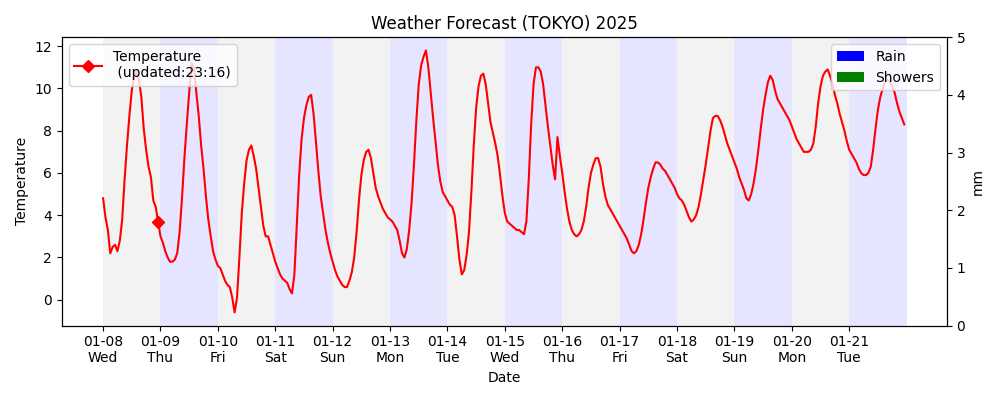 Weather Forecast (TOKYO) 2025
Temperature
(updated:23:16)
Rain
Showers
12
10
8
6
4
2
0
Temperature
5
4
3
2
1
0
mm
01-08 01-09 01-10 01-11 01-12 01-13 01-14 01-15 01-16 01-17 01-18 01-19 01-20 01-21
Wed Thu Fri Sat Sun Mon Tue Wed Thu Fri Sat Sun Mon Tue
Date